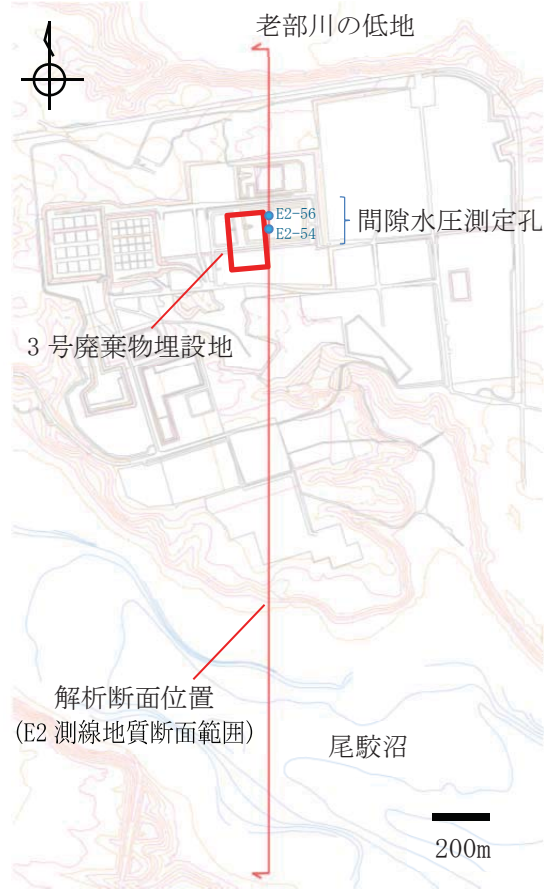 老部川の低地
E2-56
E2-54
間隙水圧測定孔
3 号廃棄物埋設地
解析断面位置
(E2 測線地質断面範囲)
尾駮沼
200m